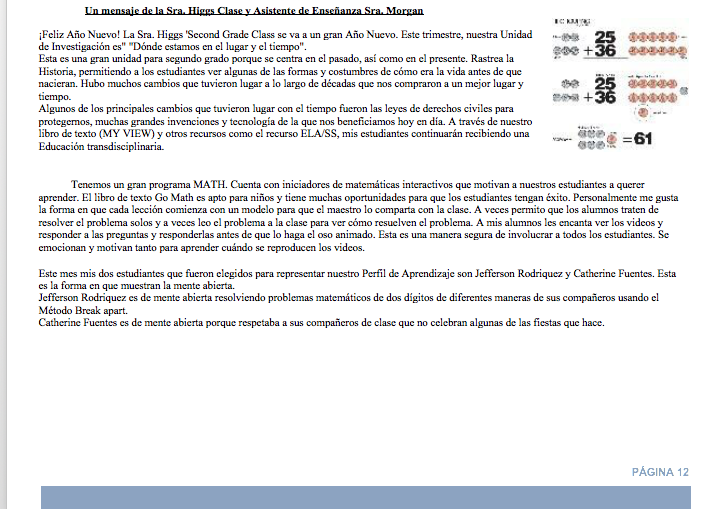 Un mensaje de la Sra. Higgs Clase y Asistente de Enseñanza Sra. Morgan
¡Feliz Año Nuevo! La Sra. Higgs 'Second Grade Class se va a un gran Año Nuevo. Este trimestre, nuestra Unidad
de Investigación es" "Dónde estamos en el lugar y el tiempo".
Esta es una gran unidad para segundo grado porque se centra en el pasado, así como en el presente. Rastrea la
Historia, permitiendo a los estudiantes ver algunas de las formas y costumbres de cómo era la vida antes de que
nacieran. Hubo muchos cambios que tuvieron lugar a lo largo de décadas que nos compraron a un mejor lugar y
tiempo.
Algunos de los principales cambios que tuvieron lugar con el tiempo fueron las leyes de derechos civiles para
protegernos, muchas grandes invenciones y tecnología de la que nos beneficiamos hoy en día. A través de nuestro
libro de texto (MY VIEW) y otros recursos como el recurso ELA/SS, mis estudiantes continuarán recibiendo una
Educación transdisciplinaria.
25
+36
25
+36
=61
Tenemos un gran programa MATH. Cuenta con iniciadores de matemáticas interactivos que motivan a nuestros estudiantes a querer
aprender. El libro de texto Go Math es apto para niños y tiene muchas oportunidades para que los estudiantes tengan éxito. Personalmente me gusta
la forma en que cada lección comienza con un modelo para que el maestro lo comparta con la clase. A veces permito que los alumnos traten de
resolver el problema solos y a veces leo el problema a la clase para ver cómo resuelven el problema. A mis alumnos les encanta ver los videos y
responder a las preguntas y responderlas antes de que lo haga el oso animado. Esta es una manera segura de involucrar a todos los estudiantes. Se
emocionan y motivan tanto para aprender cuándo se reproducen los videos.
Este mes mis dos estudiantes que fueron elegidos para representar nuestro Perfil de Aprendizaje son Jefferson Rodriquez y Catherine Fuentes. Esta
es la forma en que muestran la mente abierta.
Jefferson Rodriquez es de mente abierta resolviendo problemas matemáticos de dos dígitos de diferentes maneras de sus compañeros usando el
Método Break apart.
Catherine Fuentes es de mente abierta porque respetaba a sus compañeros de clase que no celebran algunas de las fiestas que hace.
PÁGINA 12